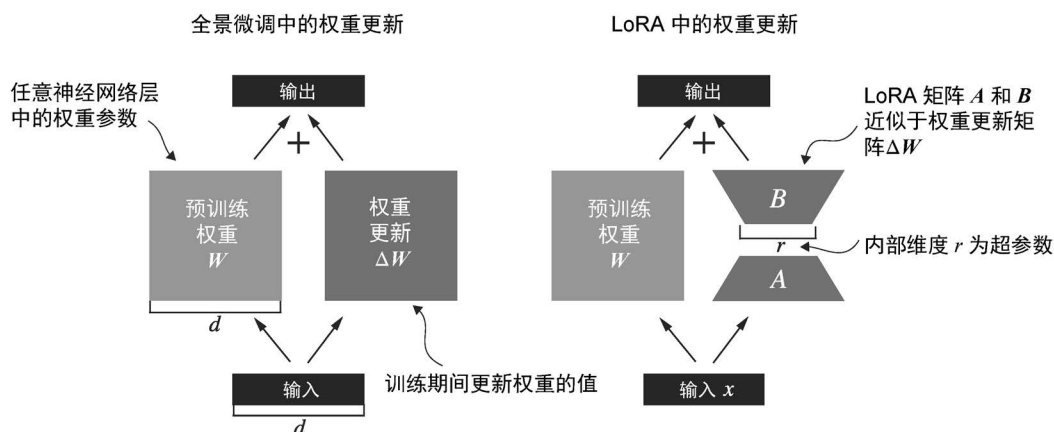 全景微调中的权重更新
LoRA 中的权重更新
任意神经网络层
中的权重参数
输出
+
预训练
权重
W
权重
更新
ΔW
d
输入
d
训练期间更新权重的值
输出
+
预训练
权重
W
B
r
A
输入 x
LoRA 矩阵 A 和 B
近似于权重更新矩
阵ΔW
内部维度 r 为超参数